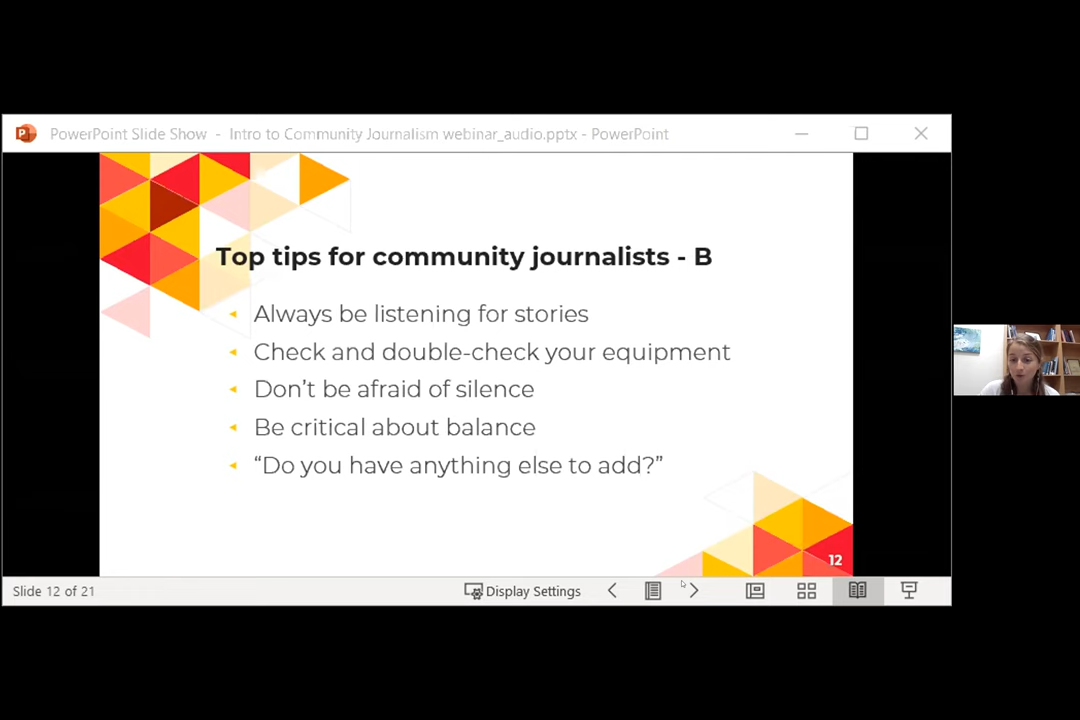 PowerPoint Slide Show - Intro to Community Journalism webinar_audio.pptx - PowerPoint
Top tips for community journalists - B
Always be listening for stories
Check and double-check your equipment
Don’t be afraid of silence
Be critical about balance
“Do you have anything else to add?”
12
Slide 12 of 21
Display Settings